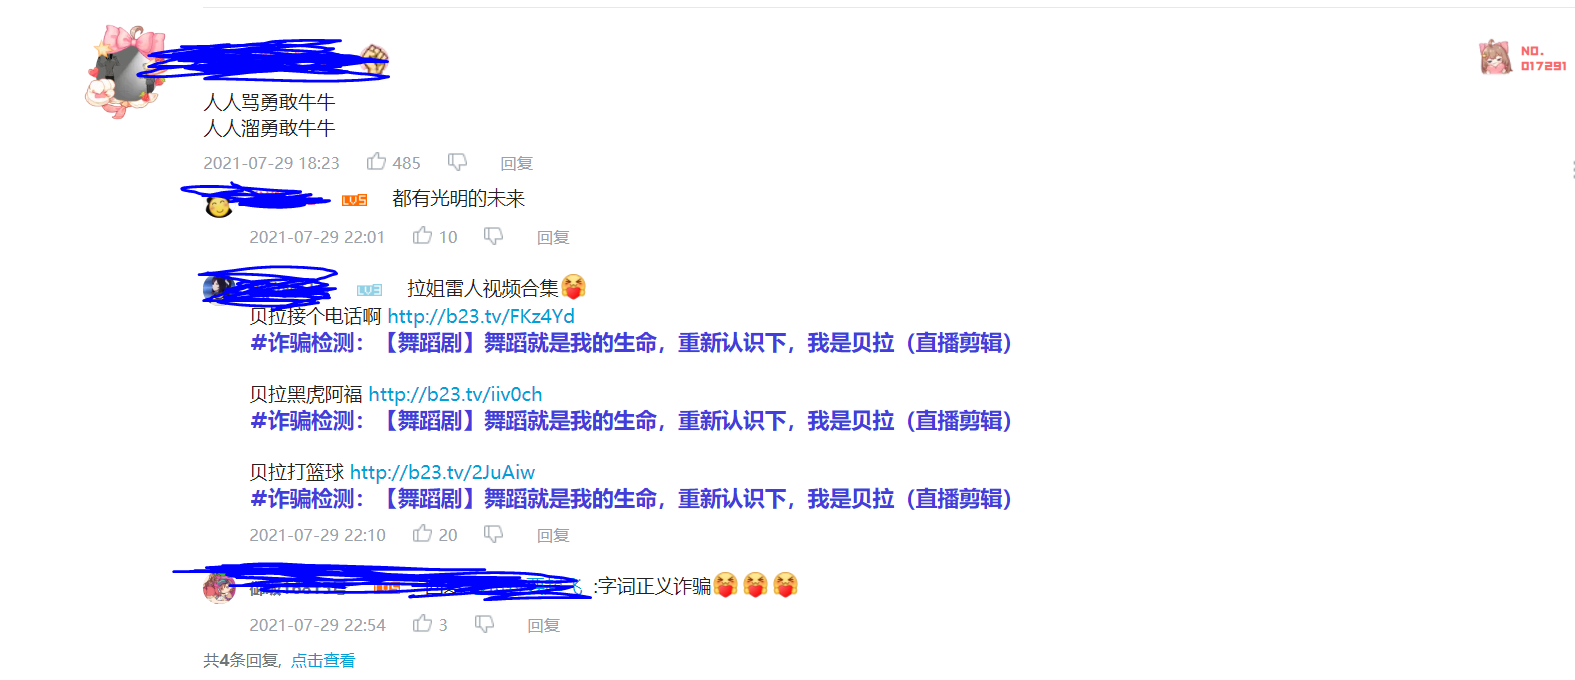 NO.
017291
人人骂勇敢牛牛
人人溜勇敢牛牛
2021-07-29 18:23 485 回复
LV5 都有光明的未来
2021-07-29 22:01 10 回复
LV3 拉姐雷人视频合集
贝拉接个电话啊 http://b23.tv/FKz4Yd
#诈骗检测：【舞蹈剧】舞蹈就是我的生命，重新认识下，我是贝拉（直播剪辑）
贝拉黑虎阿福 http://b23.tv/iiv0ch
#诈骗检测：【舞蹈剧】舞蹈就是我的生命，重新认识下，我是贝拉（直播剪辑）
贝拉打篮球 http://b23.tv/2JuAiw
#诈骗检测：【舞蹈剧】舞蹈就是我的生命，重新认识下，我是贝拉（直播剪辑）
2021-07-29 22:10 20 回复
:字词正义诈骗
2021-07-29 22:54 3 回复
共4条回复, 点击查看